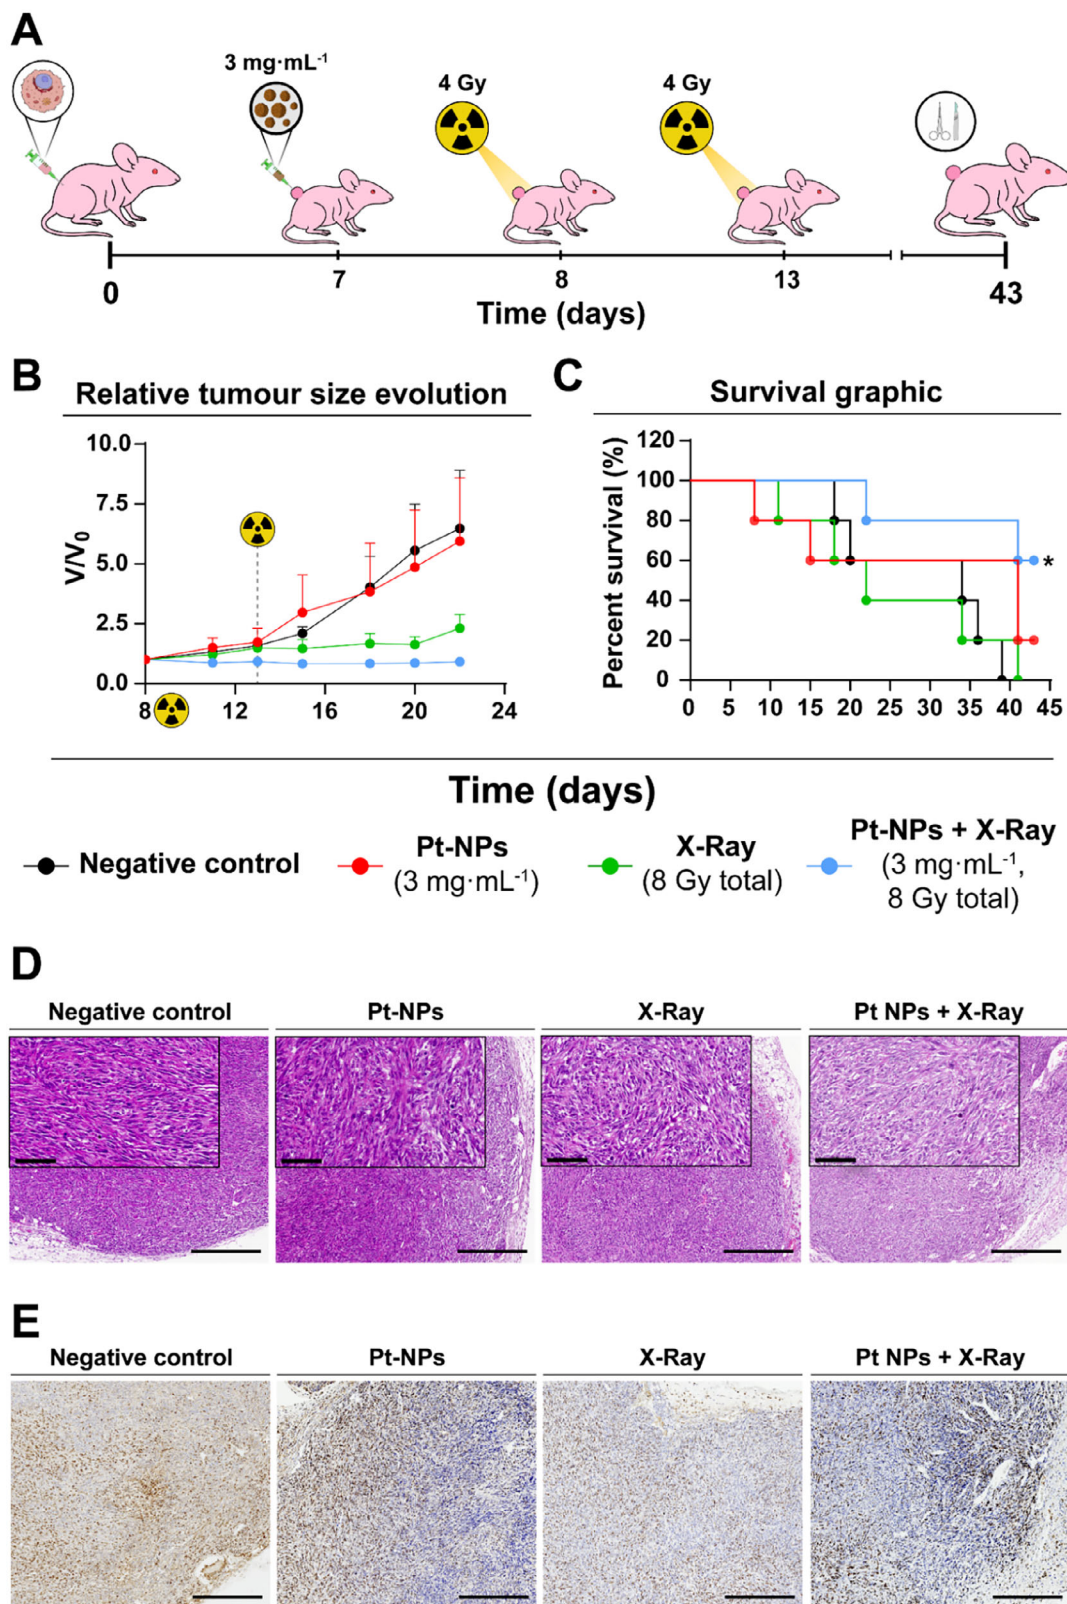 A
3 mg·mL⁻¹
4 Gy
4 Gy
0
7
8
13
43
Time (days)
B
Relative tumour size evolution
V/V₀
10.0
7.5
5.0
2.5
0.0
8
12
16
20
24
C
Survival graphic
Percent survival (%)
120
100
80
60
40
20
0
*
0
5
10
15
20
25
30
35
40
45
Time (days)
Negative control
Pt-NPs
(3 mg·mL⁻¹)
X-Ray
(8 Gy total)
Pt-NPs + X-Ray
(3 mg·mL⁻¹,
8 Gy total)
D
Negative control
Pt-NPs
X-Ray
Pt NPs + X-Ray
E
Negative control
Pt-NPs
X-Ray
Pt NPs + X-Ray